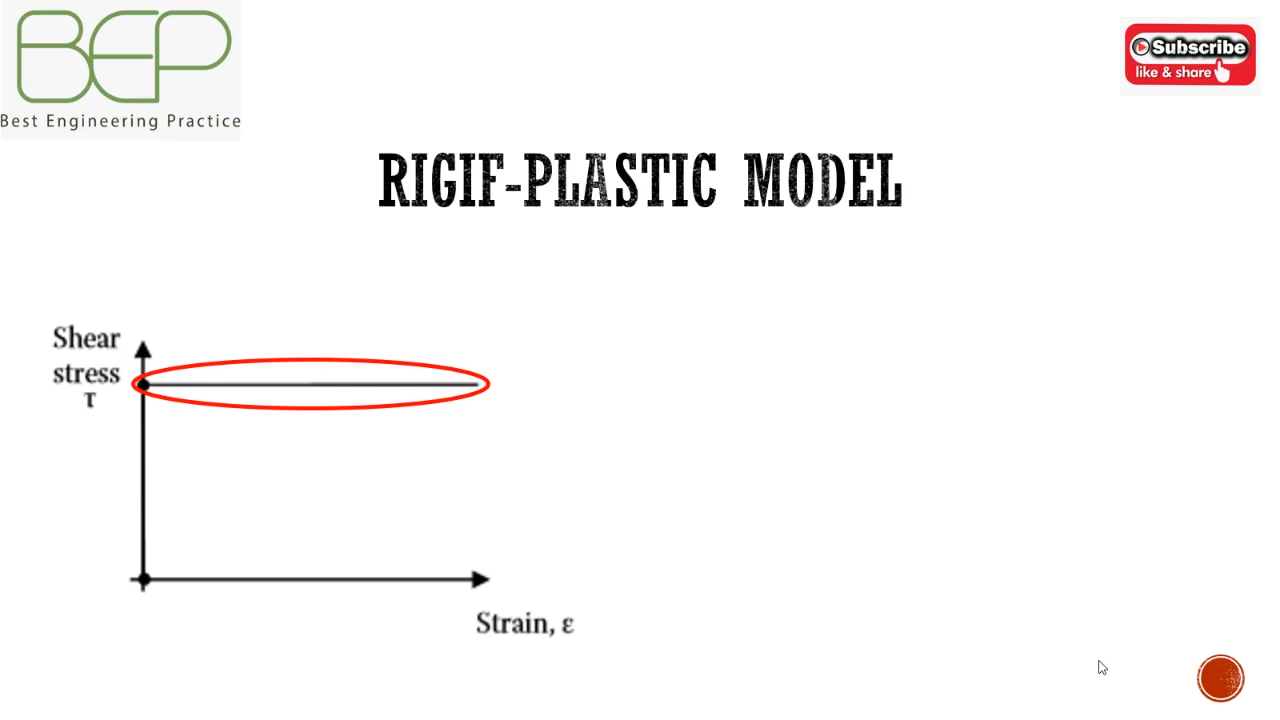 BEP
Best Engineering Practice
Subscribe
like & share
RIGIF-PLASTIC MODEL
Shear
stress
τ
Strain, ε